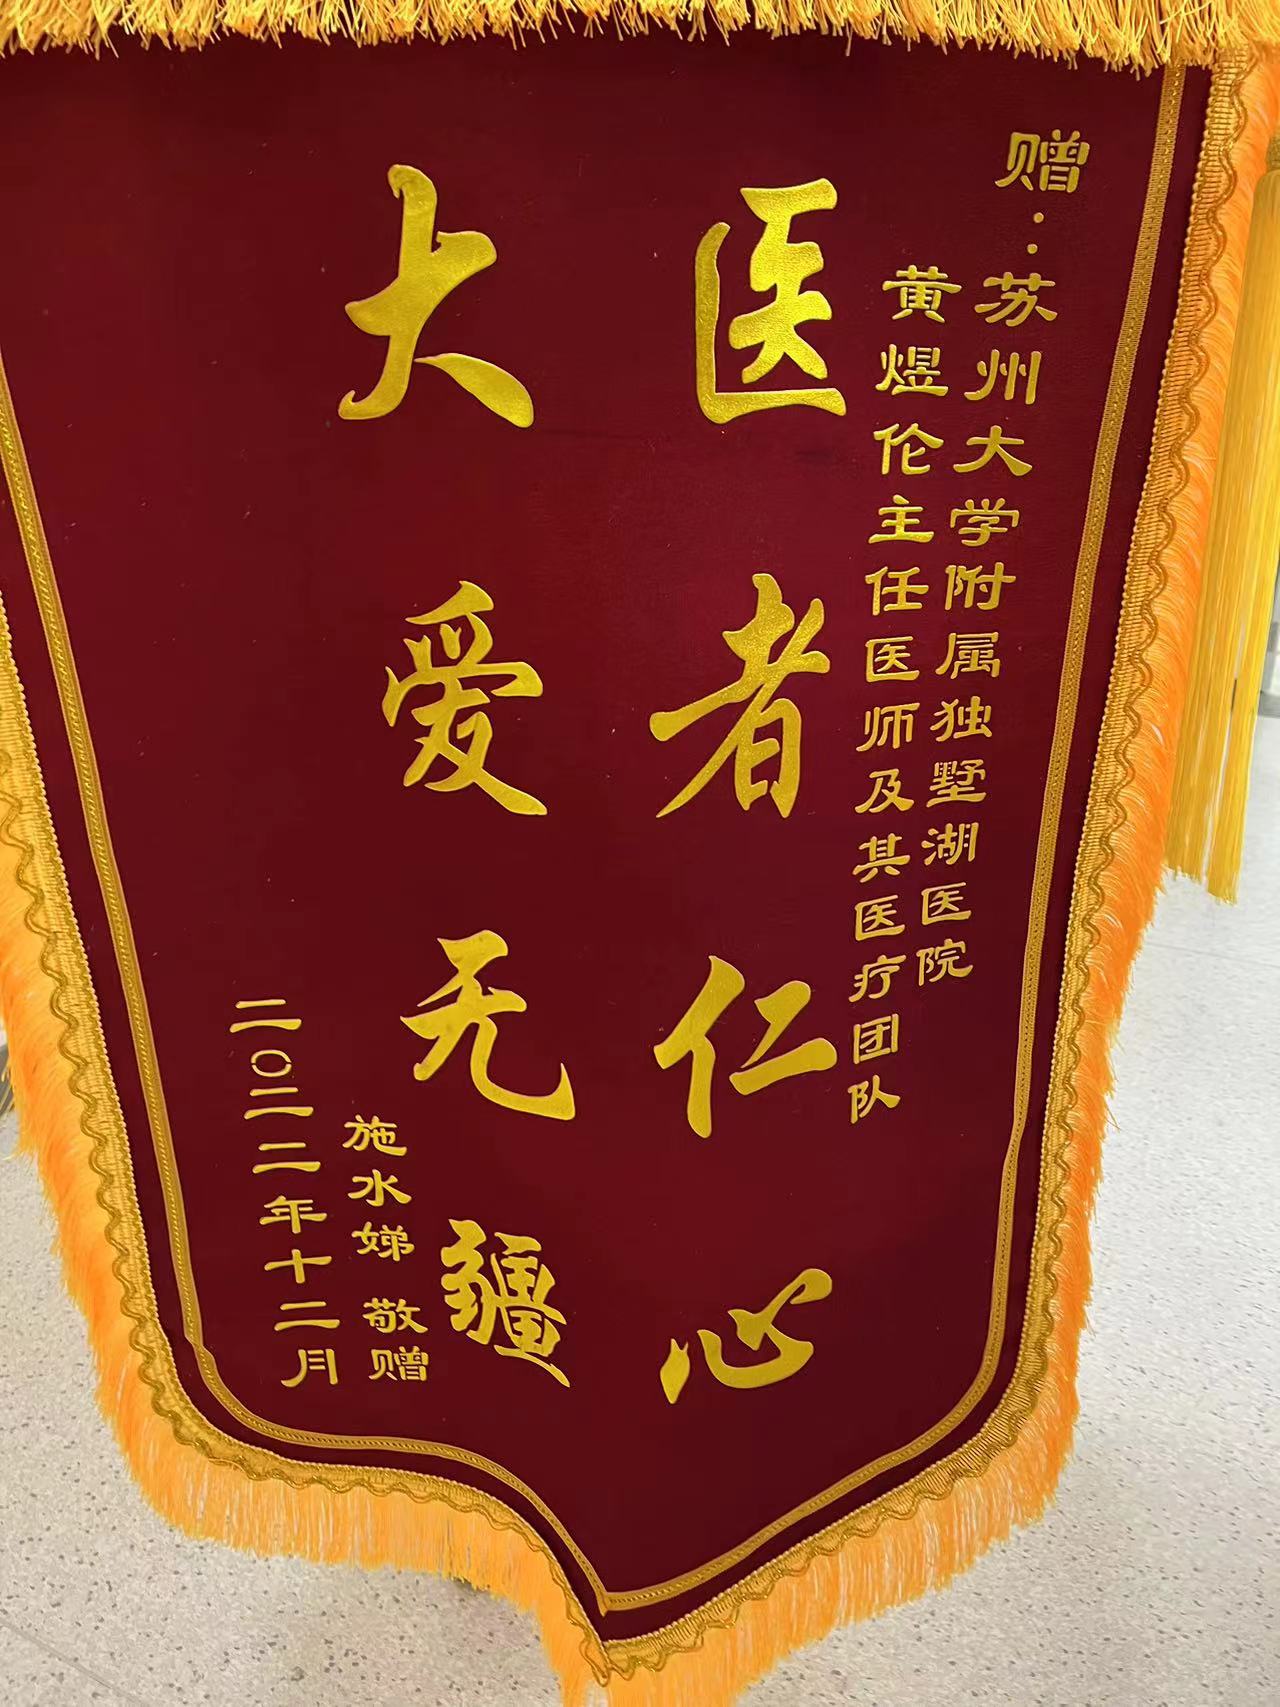 赠：苏州大学附属独墅湖医院
黄煜伦主任医师及其医疗团队
医者仁心
大爱无疆
施水娣 敬赠
二〇二二年十二月